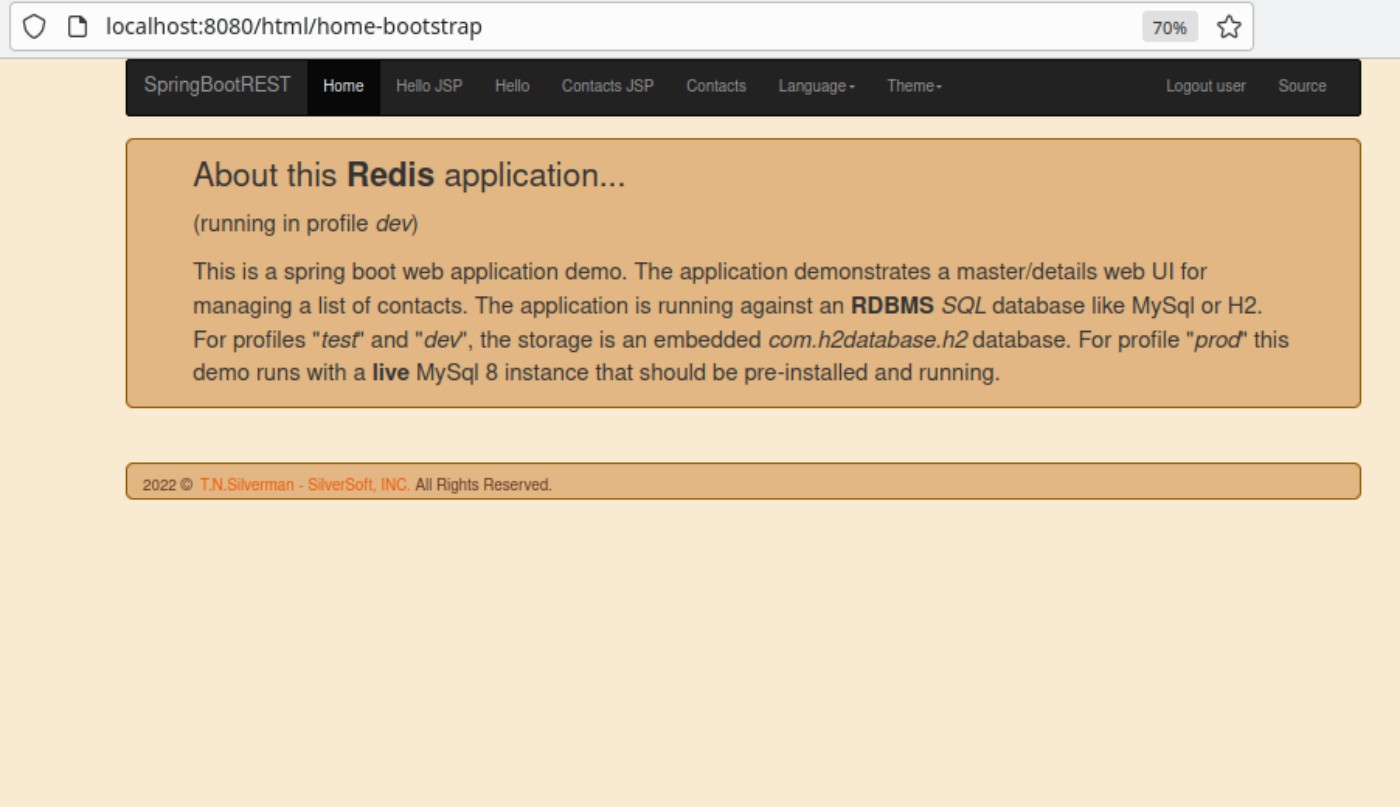 localhost:8080/html/home-bootstrap 70%
SpringBootREST Home Hello JSP Hello Contacts JSP Contacts Language Theme Logout user Source
About this Redis application...
(running in profile dev)
This is a spring boot web application demo. The application demonstrates a master/details web UI for
managing a list of contacts. The application is running against an RDBMS SQL database like MySql or H2.
For profiles "test" and "dev", the storage is an embedded com.h2database.h2 database. For profile "prod" this
demo runs with a live MySql 8 instance that should be pre-installed and running.
2022 © T.N.Silverman - SilverSoft, INC. All Rights Reserved.